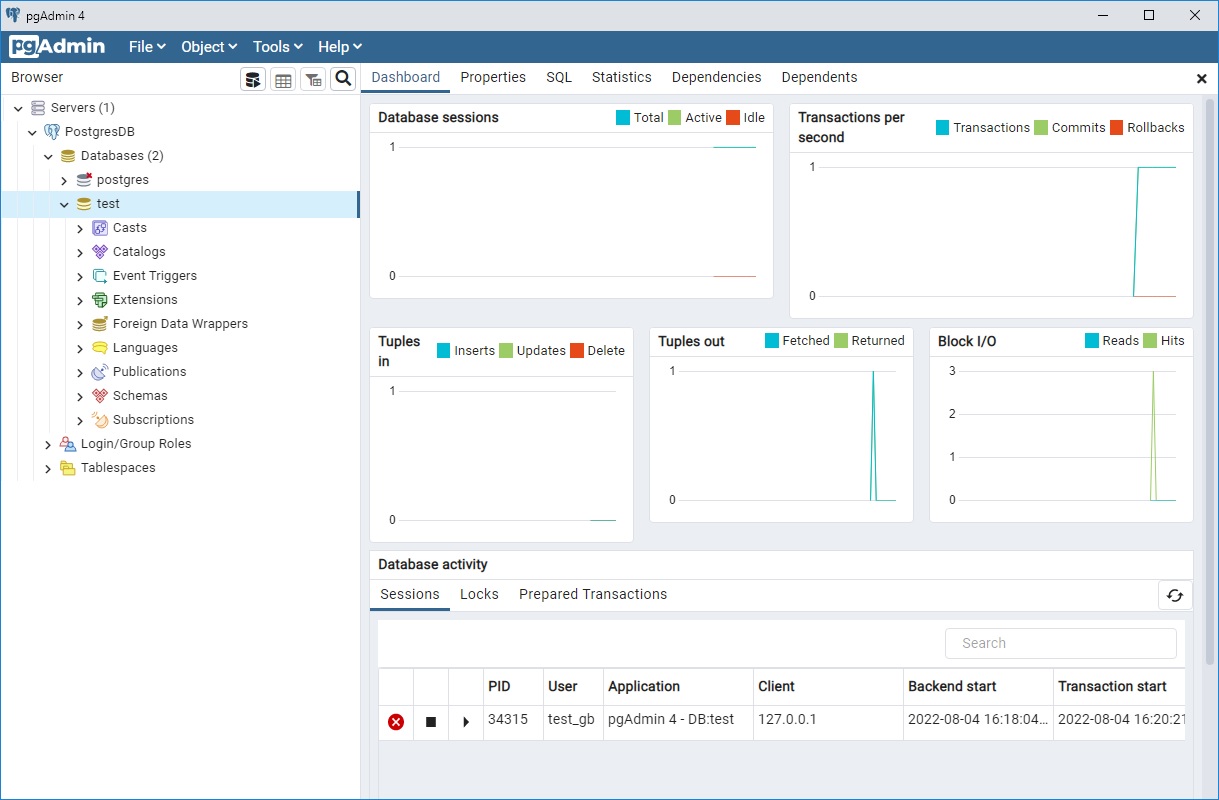 pgAdmin 4
pgAdmin File Object Tools Help
Browser
Dashboard Properties SQL Statistics Dependencies Dependents
Servers (1)
PostgresDB
Databases (2)
postgres
test
Casts
Catalogs
Event Triggers
Extensions
Foreign Data Wrappers
Languages
Publications
Schemas
Subscriptions
Login/Group Roles
Tablespaces
Database sessions Total Active Idle
1
0
Transactions per
second
Transactions Commits Rollbacks
1
0
Tuples
in
Inserts Updates Delete
1
0
Tuples out Fetched Returned
1
0
Block I/O Reads Hits
3
2
1
0
Database activity
Sessions Locks Prepared Transactions
Search
PID User Application Client Backend start Transaction start
34315 test_gb pgAdmin 4 - DB:test 127.0.0.1 2022-08-04 16:18:04... 2022-08-04 16:20:21